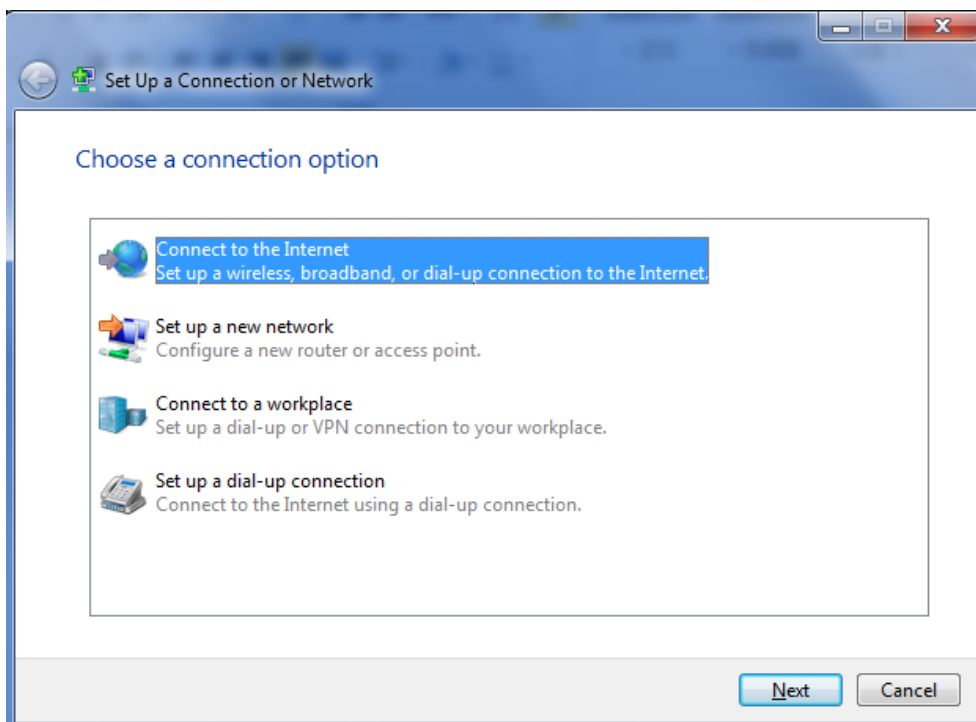 Set Up a Connection or Network
Choose a connection option
Connect to the Internet
Set up a wireless, broadband, or dial-up connection to the Internet.
Set up a new network
Configure a new router or access point.
Connect to a workplace
Set up a dial-up or VPN connection to your workplace.
Set up a dial-up connection
Connect to the Internet using a dial-up connection.
Next Cancel